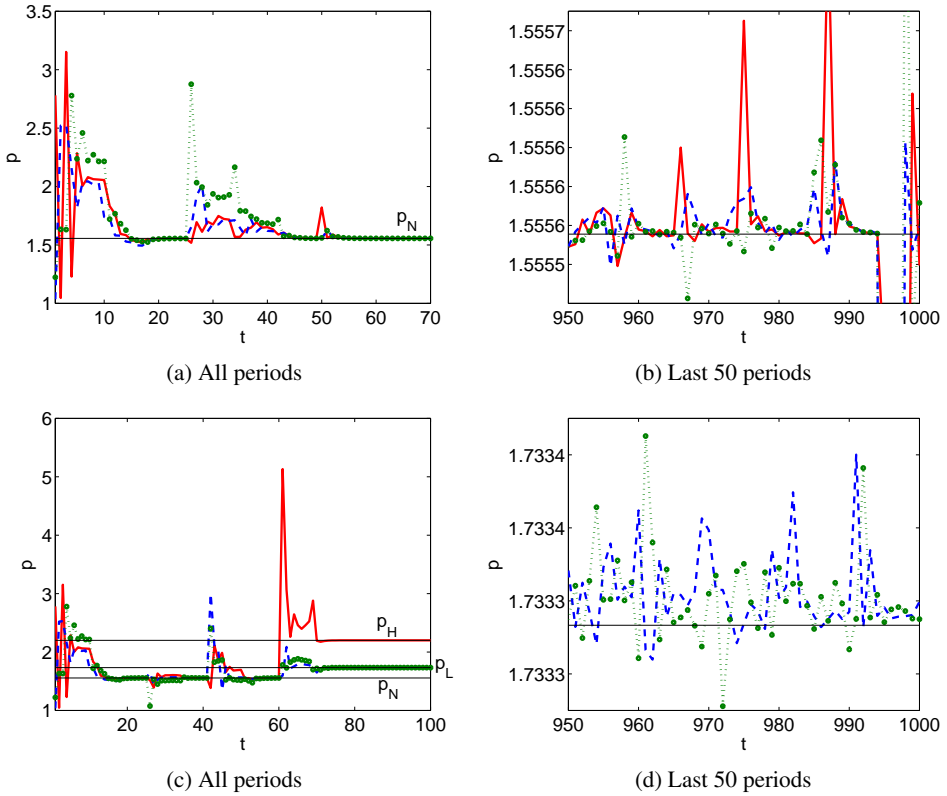 3.5
3
2.5
2
1.5
1
p
p_N
10 20 30 40 50 60 70
t
(a) All periods
1.5557
1.5556
1.5556
1.5556
1.5556
1.5556
1.5555
p
950 960 970 980 990 1000
t
(b) Last 50 periods
6
5
4
3
2
1
p
p_H
p_L
p_N
20 40 60 80 100
t
(c) All periods
1.7334
1.7334
1.7333
1.7333
p
950 960 970 980 990 1000
t
(d) Last 50 periods